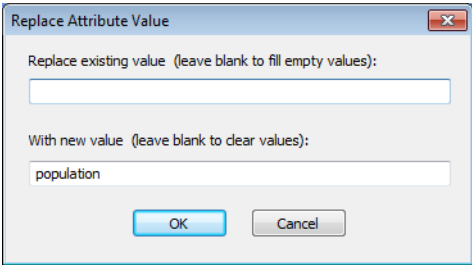 Replace Attribute Value
Replace existing value  (leave blank to fill empty values):
With new value  (leave blank to clear values):
population
OK
Cancel